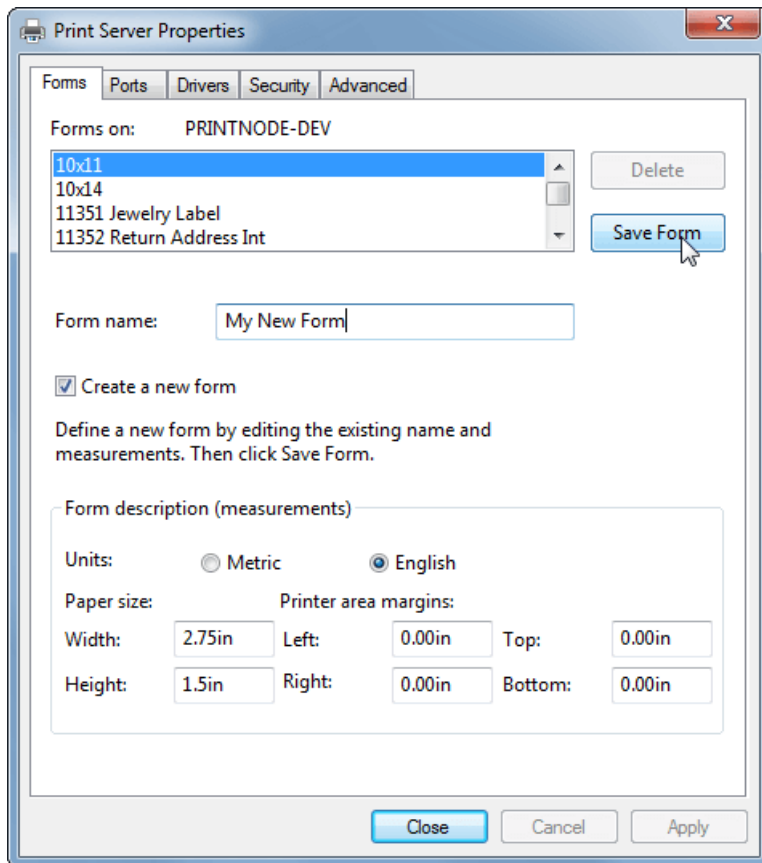 Print Server Properties
Forms Ports Drivers Security Advanced
Forms on: PRINTNODE-DEV
10x11
10x14
11351 Jewelry Label
11352 Return Address Int
Delete
Save Form
Form name: My New Form
Create a new form
Define a new form by editing the existing name and
measurements. Then click Save Form.
Form description (measurements)
Units: Metric English
Paper size: Printer area margins:
Width: 2.75in Left: 0.00in Top: 0.00in
Height: 1.5in Right: 0.00in Bottom: 0.00in
Close Cancel Apply